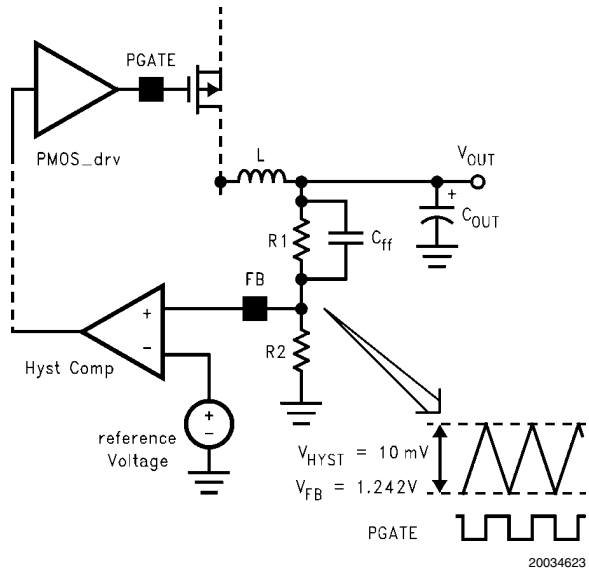 PGATE
PMOS_drv
L
VOUT
+
COUT
R1
Cff
FB
+
Hyst Comp
−
R2
+
−
reference
Voltage
VHYST = 10 mV
VFB = 1.242V
PGATE
20034623